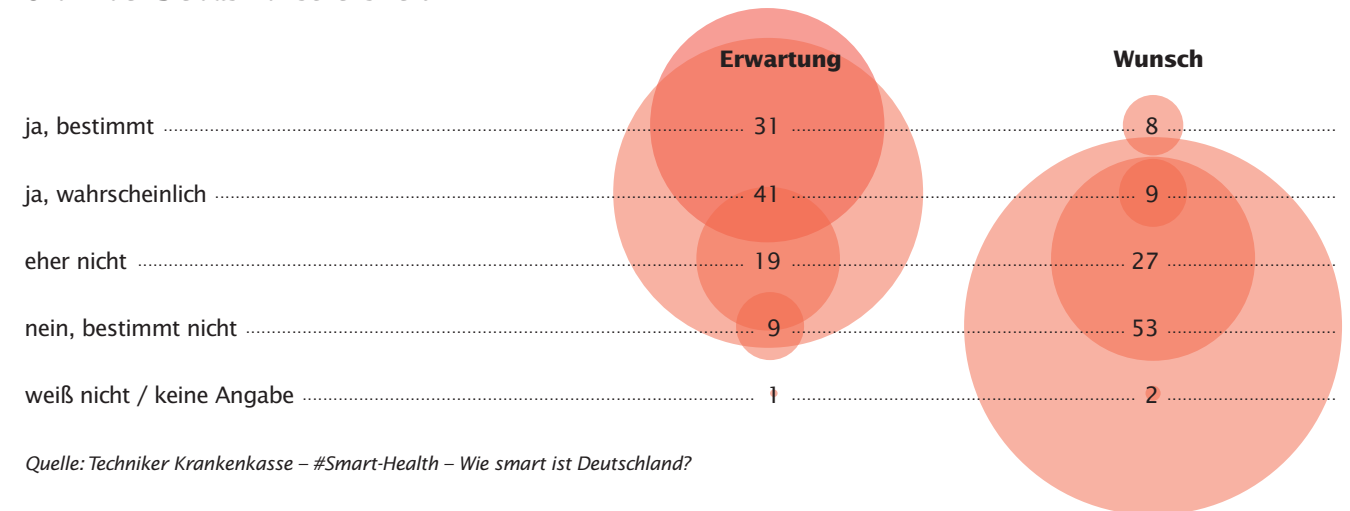 Erwartung Wunsch
ja, bestimmt 31 8
ja, wahrscheinlich 41 9
eher nicht 19 27
nein, bestimmt nicht 9 53
weiß nicht / keine Angabe 1 2
Quelle: Techniker Krankenkasse – #Smart-Health – Wie smart ist Deutschland?